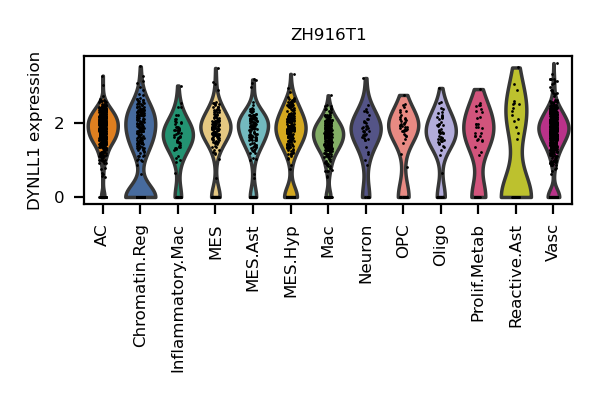 ZH916T1
DYNLL1 expression
2
0
AC
Chromatin.Reg
Inflammatory.Mac
MES
MES.Ast
MES.Hyp
Mac
Neuron
OPC
Oligo
Prolif.Metab
Reactive.Ast
Vasc